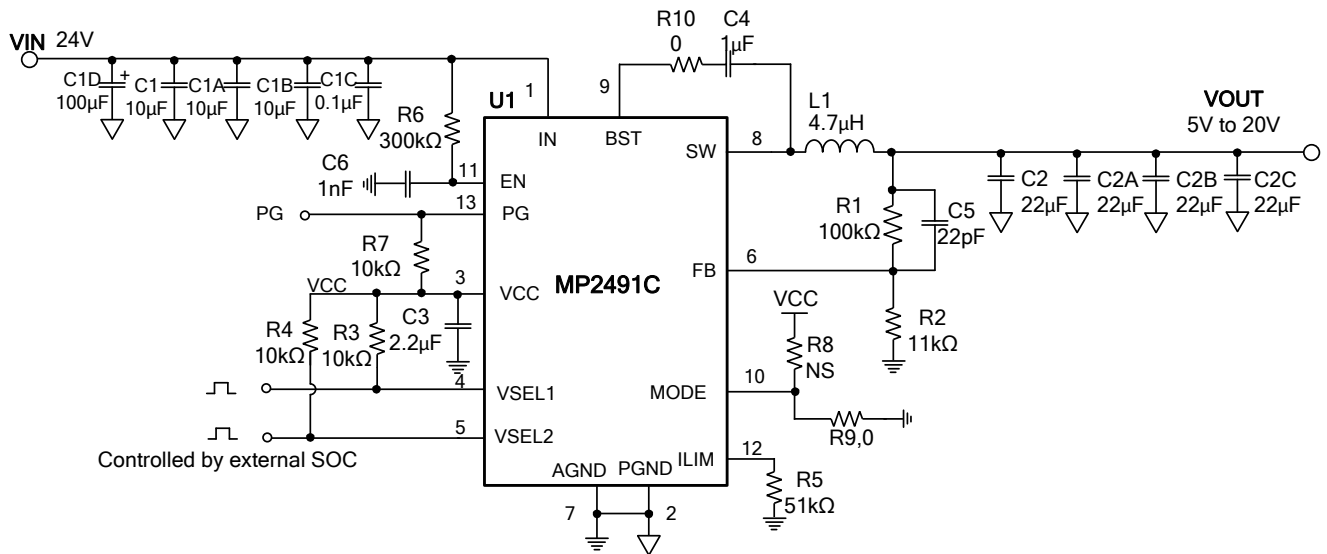 VIN 24V
C1D
100µF
+
C1
10µF
C1A
10µF
C1B
10µF
C1C
0.1µF
R10
0
C4
1µF
R6
300kΩ
U1
1
9
IN
BST
SW
8
L1
4.7µH
VOUT
5V to 20V
C6
1nF
11
EN
PG
13
PG
C2
22µF
C2A
22µF
C2B
22µF
C2C
22µF
R1
100kΩ
C5
22pF
R7
10kΩ
FB
6
MP2491C
VCC
3
VCC
R4
10kΩ
R3
10kΩ
C3
2.2µF
VCC
R8
NS
R2
11kΩ
4
VSEL1
MODE
10
R9,0
5
VSEL2
Controlled by external SOC
AGND
PGND
ILIM
12
R5
51kΩ
7
2